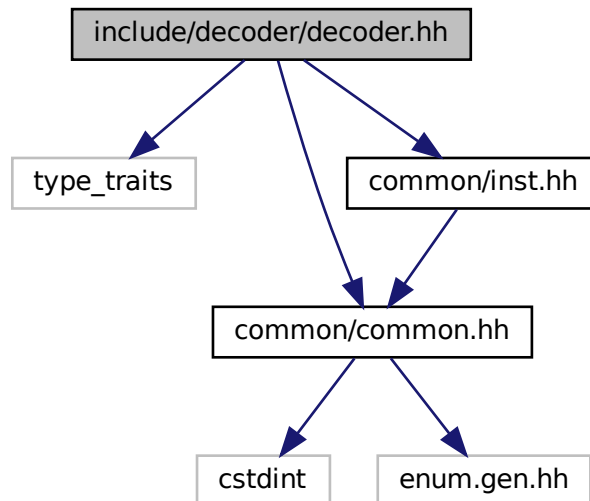 include/decoder/decoder.hh
type_traits
common/inst.hh
common/common.hh
cstdint
enum.gen.hh